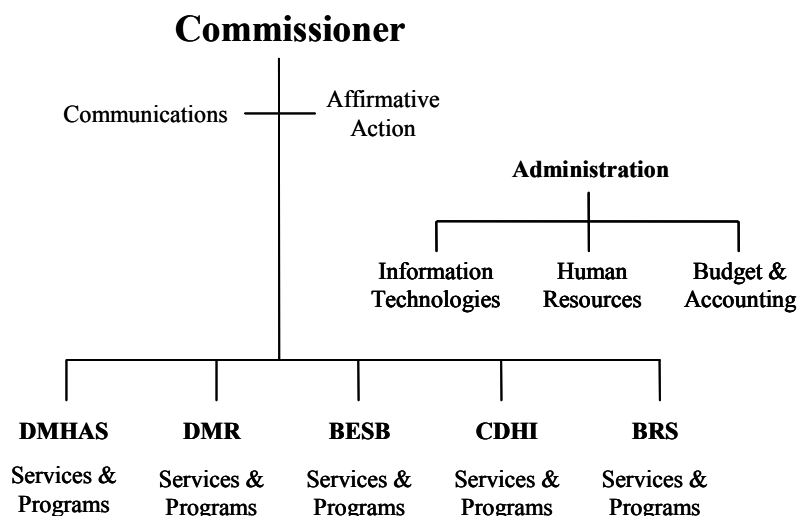 Commissioner
Communications
Affirmative
Action
Administration
Information
Technologies
Human
Resources
Budget &
Accounting
DMHAS
Services &
Programs
DMR
Services &
Programs
BESB
Services &
Programs
CDHI
Services &
Programs
BRS
Services &
Programs